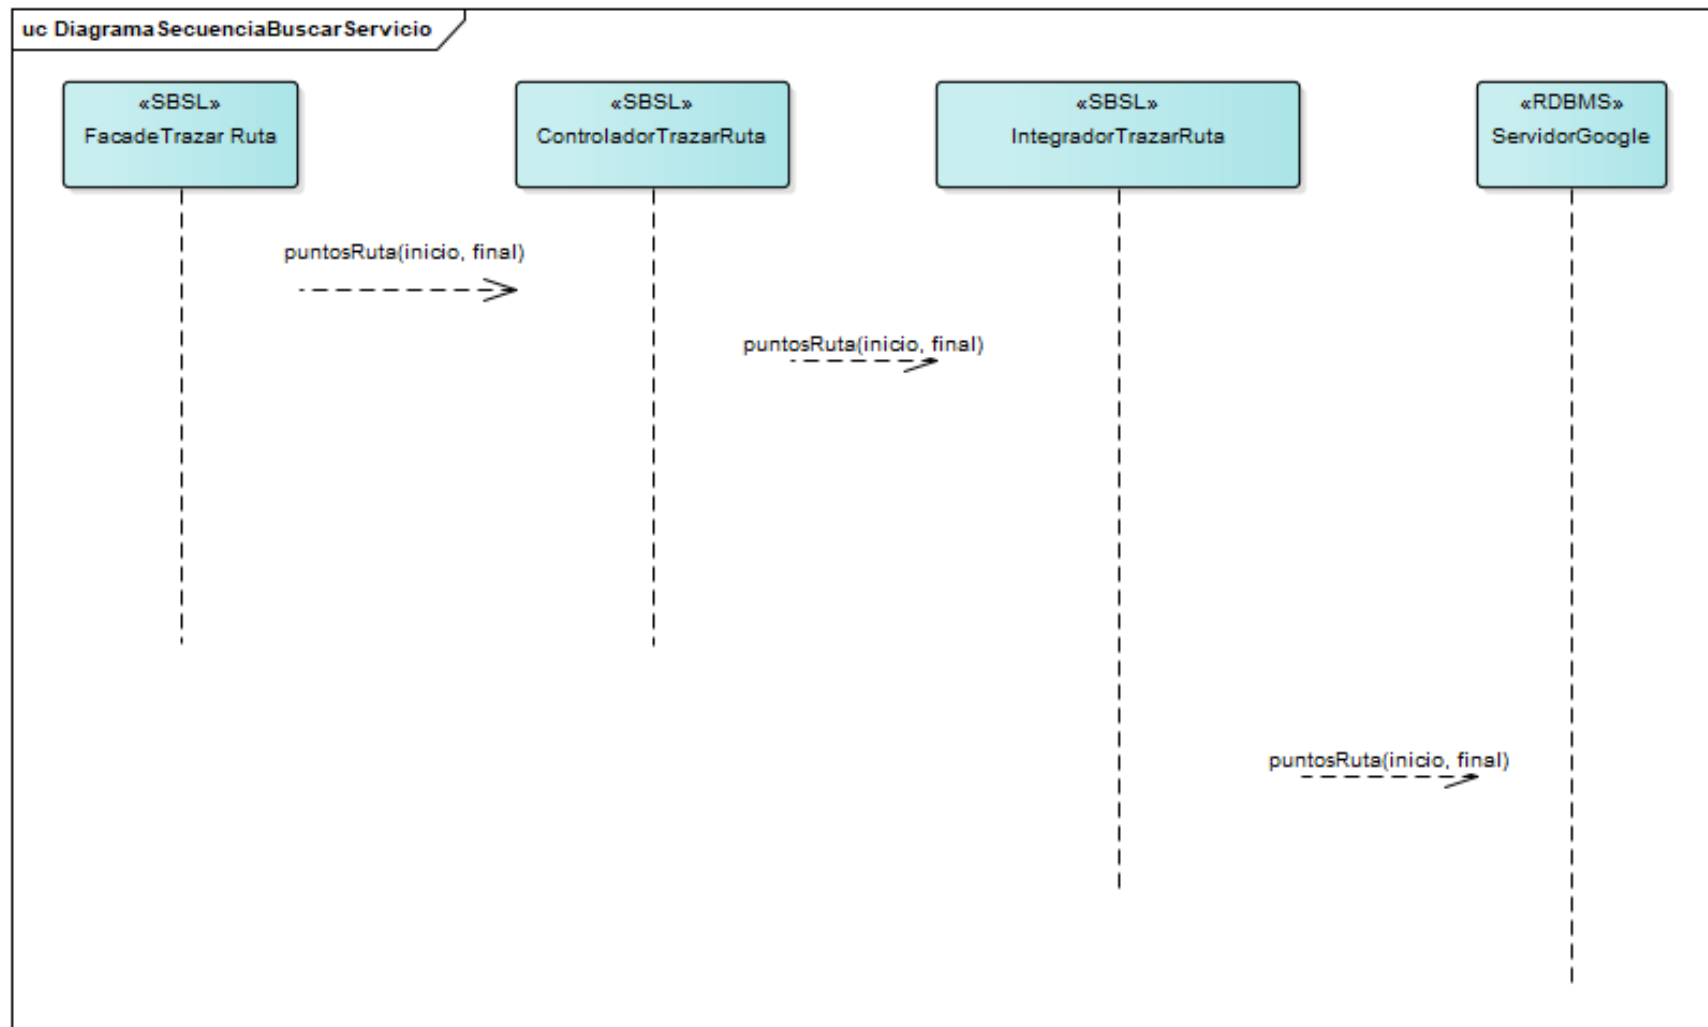 uc DiagramaSecuenciaBuscarServicio
«SBSL»
FacadeTrazar Ruta
«SBSL»
ControladorTrazarRuta
«SBSL»
IntegradorTrazarRuta
«RDBMS»
ServidorGoogle
puntosRuta(inicio, final)
puntosRuta(inicio, final)
puntosRuta(inicio, final)